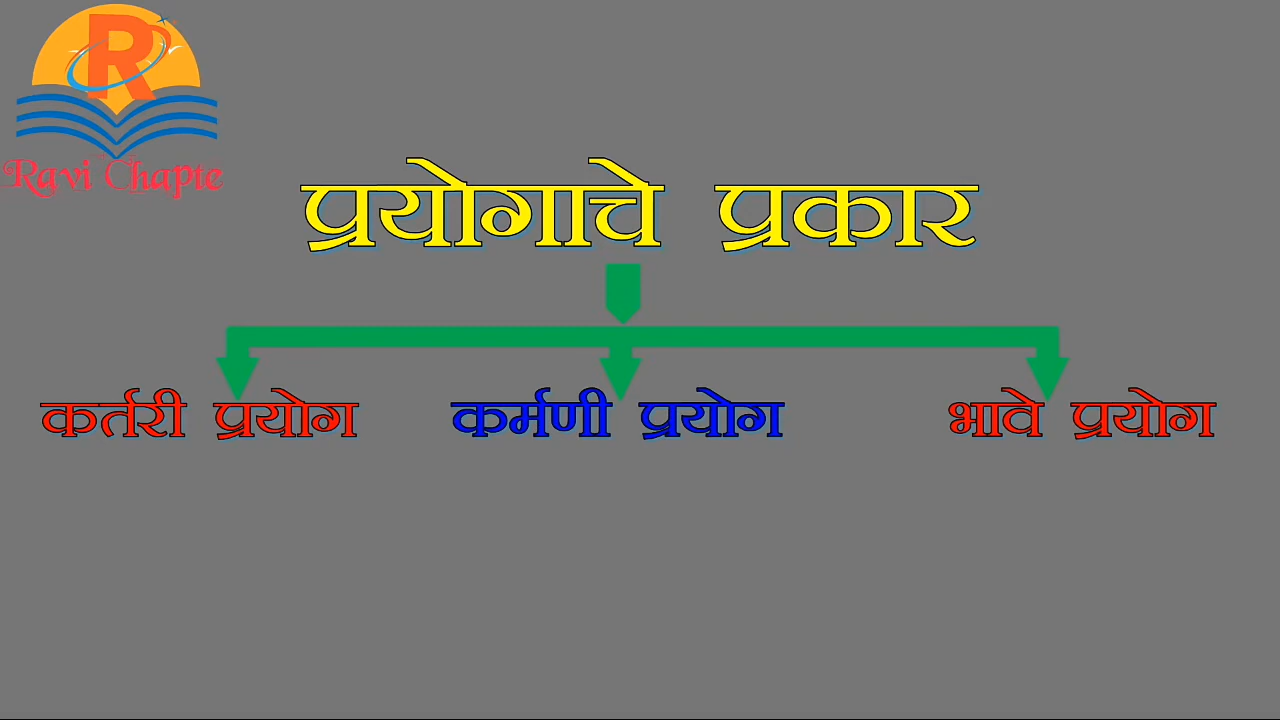 R
Ravi Chapte
प्रयोगाचे प्रकार
कर्तरी प्रयोग कर्मणी प्रयोग भावे प्रयोग